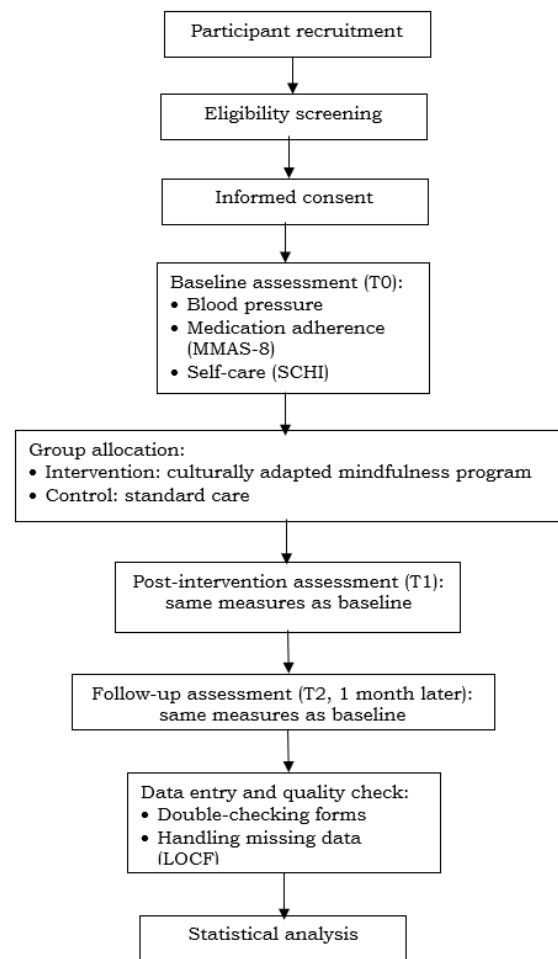 Participant recruitment
Eligibility screening
Informed consent
Baseline assessment (T0):
• Blood pressure
• Medication adherence
(MMAS-8)
• Self-care (SCHI)
Group allocation:
• Intervention: culturally adapted mindfulness program
• Control: standard care
Post-intervention assessment (T1):
same measures as baseline
Follow-up assessment (T2, 1 month later):
same measures as baseline
Data entry and quality check:
• Double-checking forms
• Handling missing data
(LOCF)
Statistical analysis